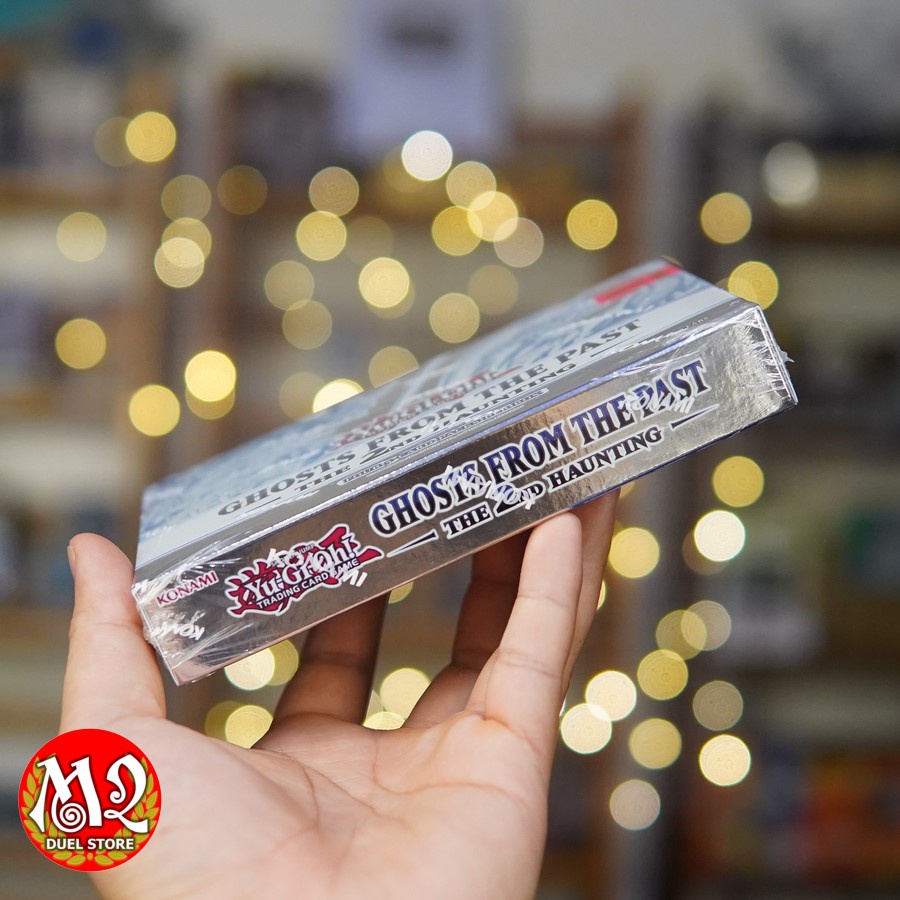 GHOSTS FROM THE PAST
THE 2ND HAUNTING
KONAMI
Yu-Gi-Oh!
TRADING CARD GAME
GHOSTS FROM THE PAST
THE 2ND HAUNTING
M2
DUEL STORE